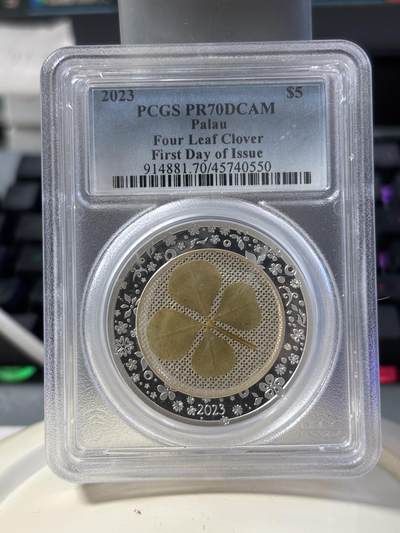 2023 $5
PCGS PR70DCAM
Palau
Four Leaf Clover
First Day of Issue
914881.70/45740550
2023